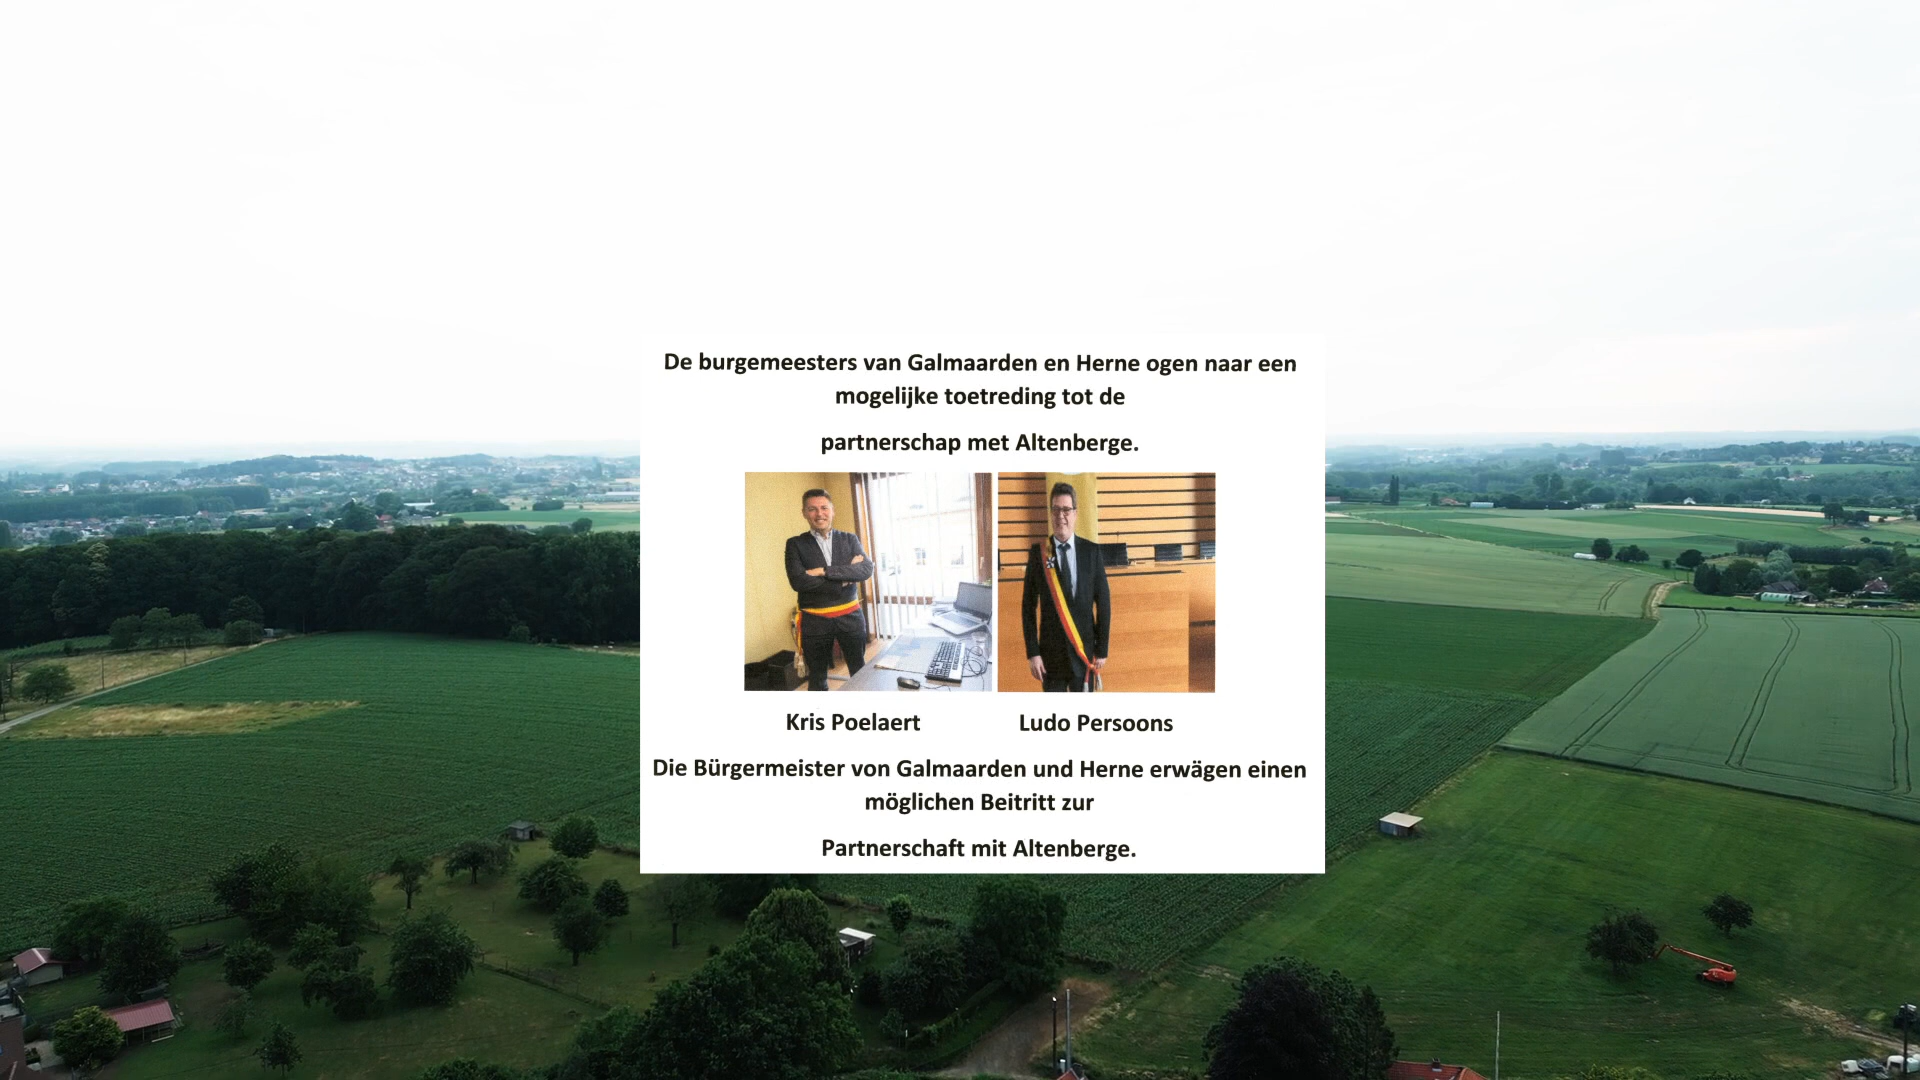 De burgemeesters van Galmaarden en Herne ogen naar een
mogelijke toetreding tot de
partnerschap met Altenberge.
Kris Poelaert
Ludo Persoons
Die Bürgermeister von Galmaarden und Herne erwägen einen
möglichen Beitritt zur
Partnerschaft mit Altenberge.